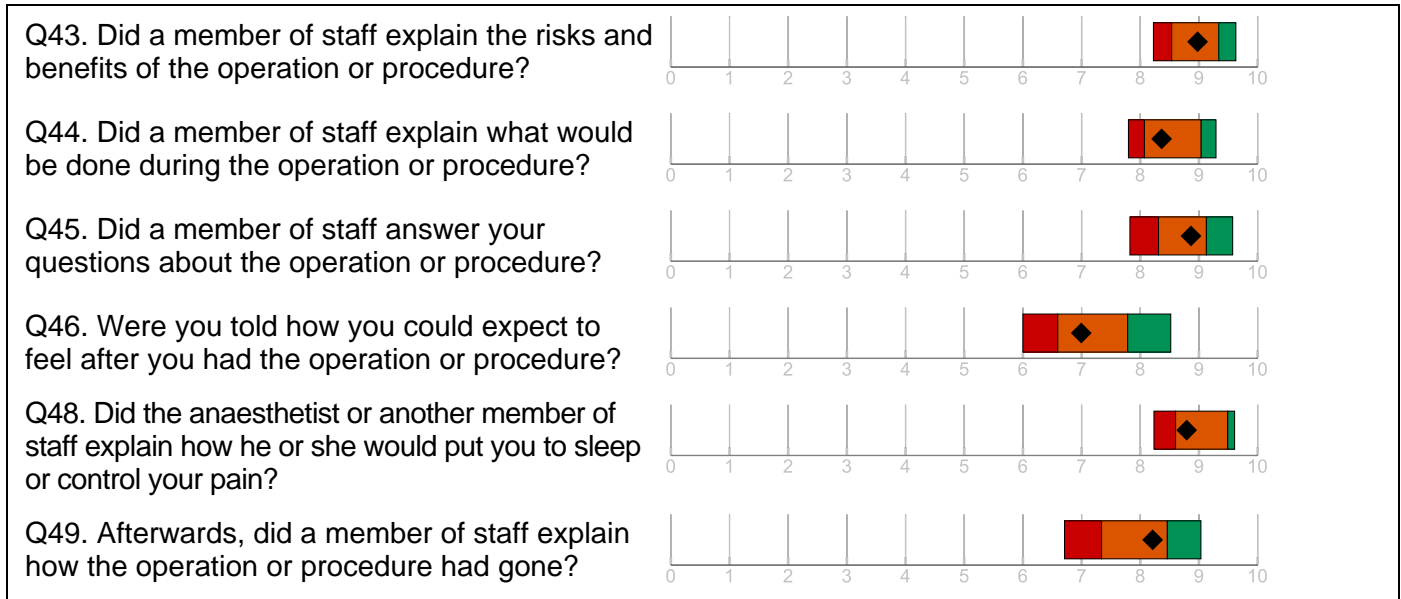 Q43. Did a member of staff explain the risks and
benefits of the operation or procedure?
0 1 2 3 4 5 6 7 8 9 10
Q44. Did a member of staff explain what would
be done during the operation or procedure?
0 1 2 3 4 5 6 7 8 9 10
Q45. Did a member of staff answer your
questions about the operation or procedure?
0 1 2 3 4 5 6 7 8 9 10
Q46. Were you told how you could expect to
feel after you had the operation or procedure?
0 1 2 3 4 5 6 7 8 9 10
Q48. Did the anaesthetist or another member of
staff explain how he or she would put you to sleep
or control your pain?
0 1 2 3 4 5 6 7 8 9 10
Q49. Afterwards, did a member of staff explain
how the operation or procedure had gone?
0 1 2 3 4 5 6 7 8 9 10